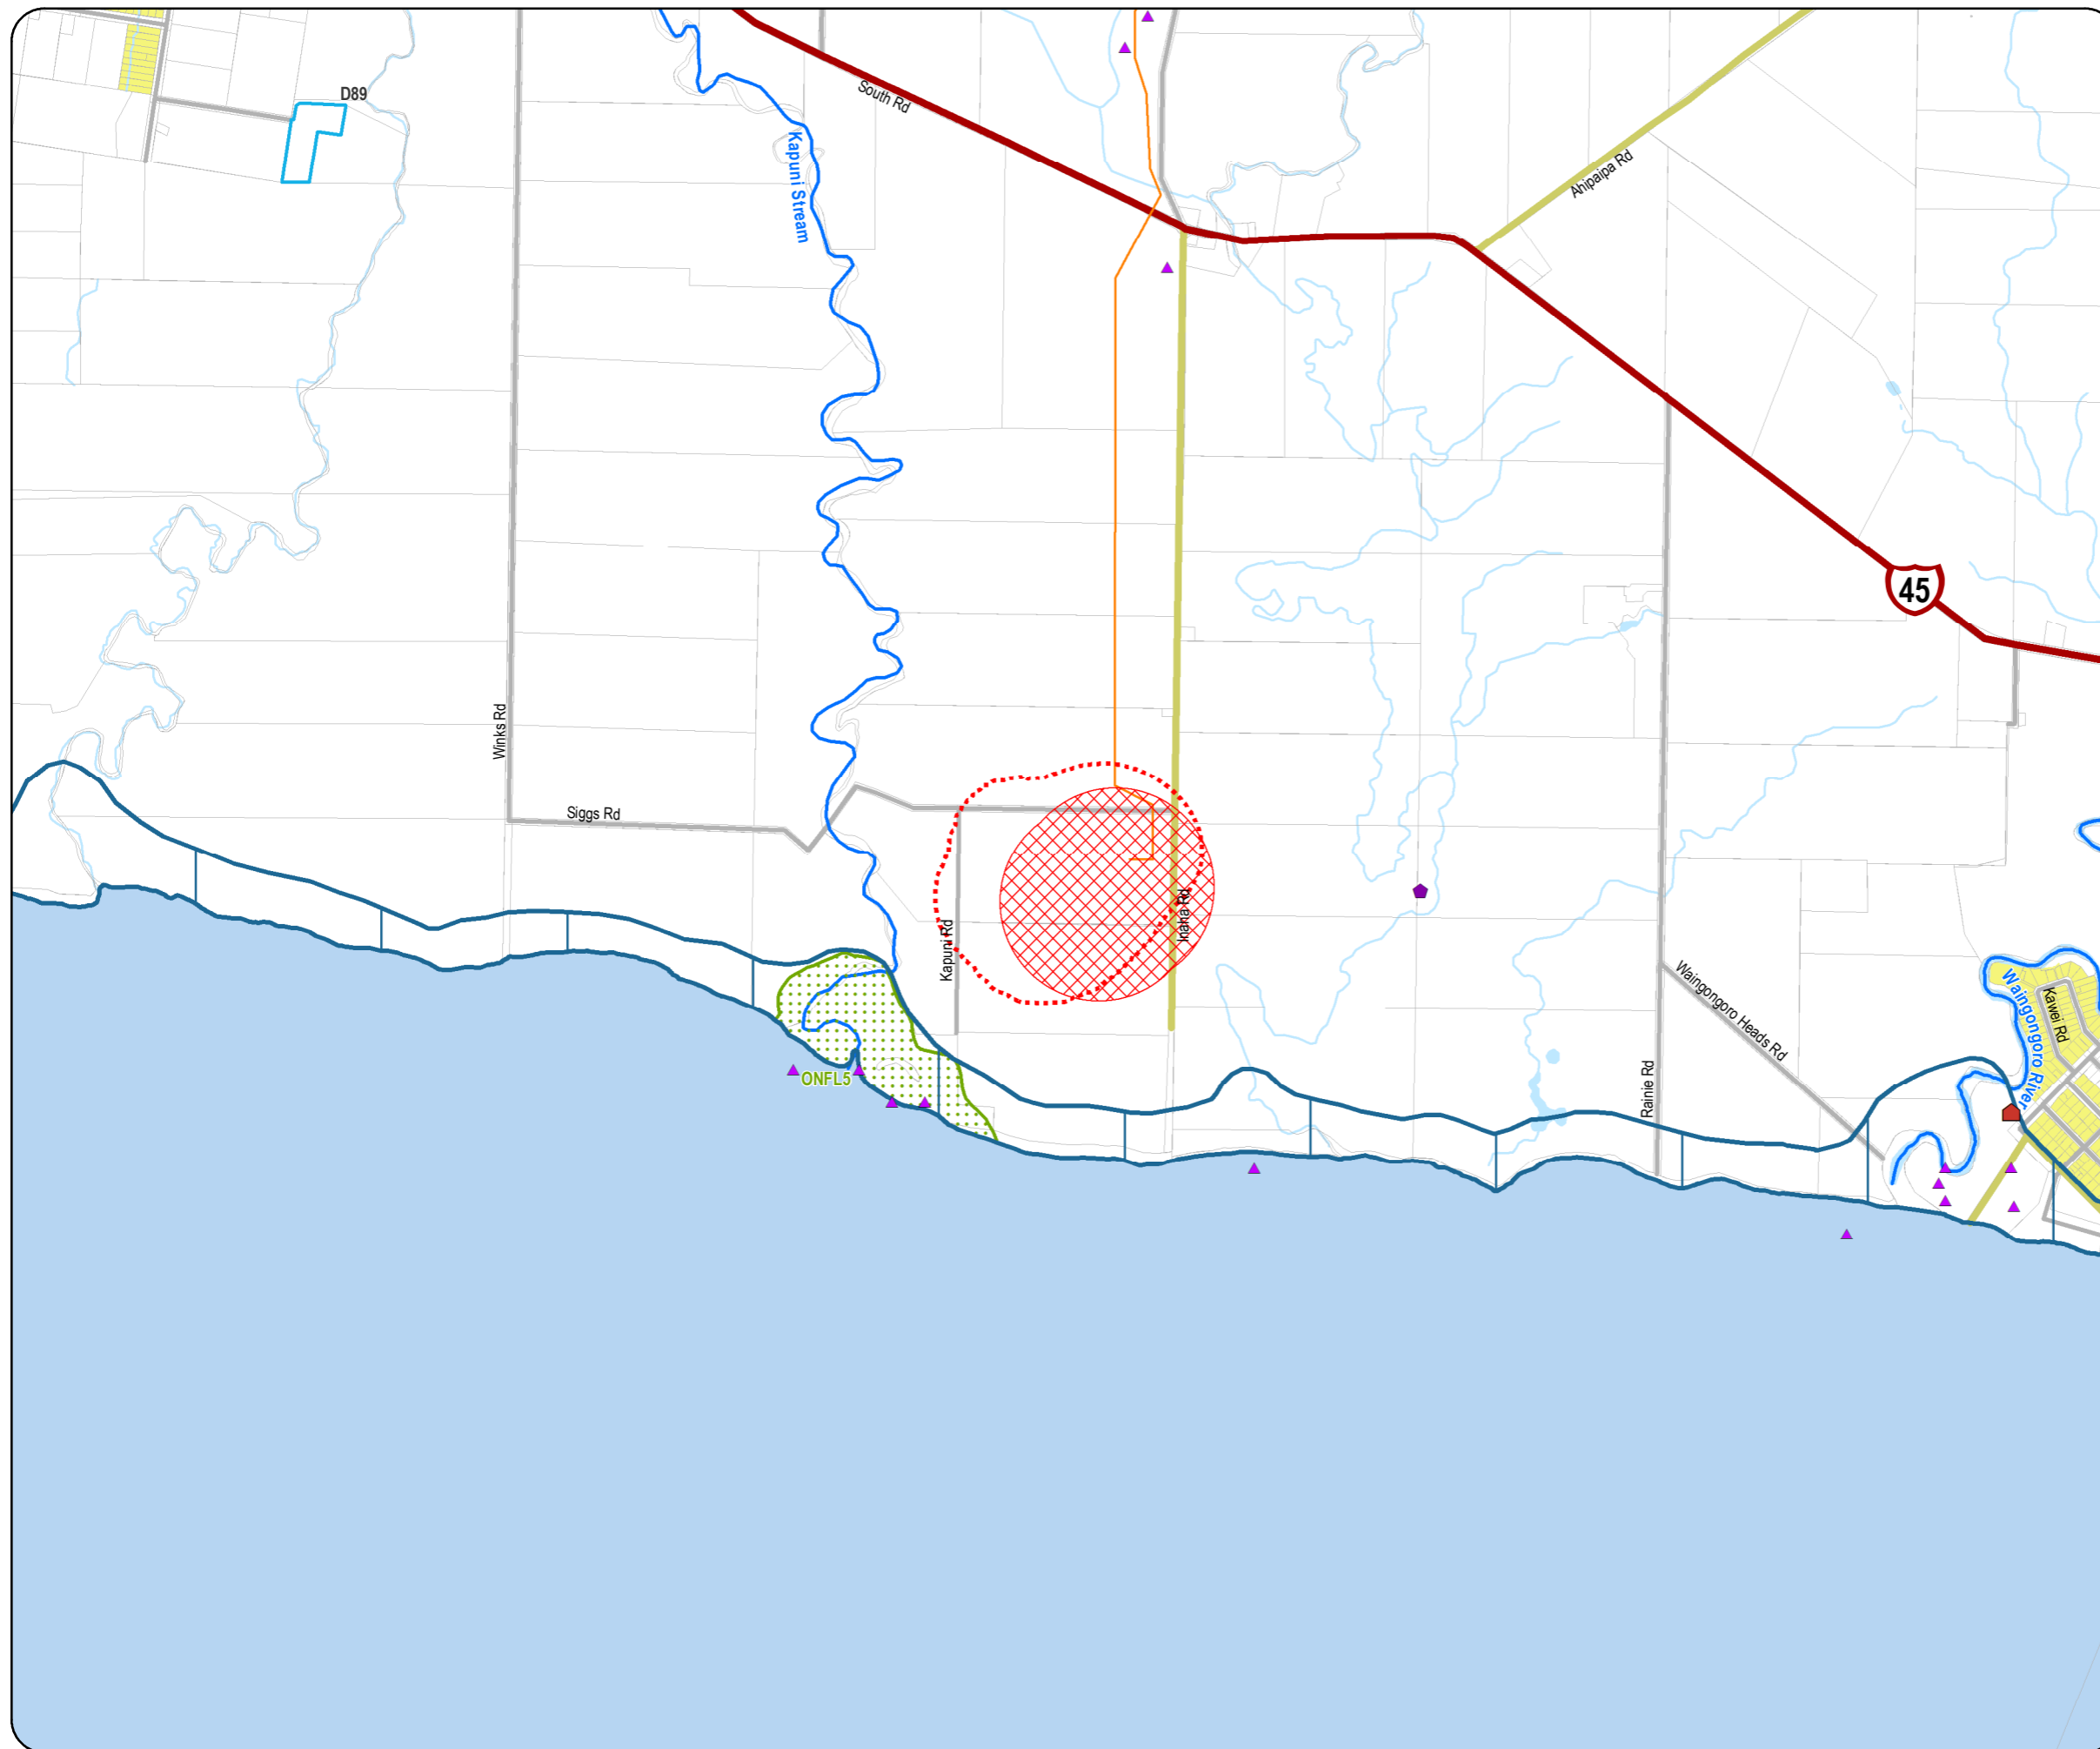 D89
South Rd
Kapuni Stream
Ahipaipa Rd
45
Winks Rd
Siggs Rd
Kapuni Rd
Inaha Rd
Waingongoro Heads Rd
Waingongoro River
Kawei Rd
Rainie Rd
ONFL5